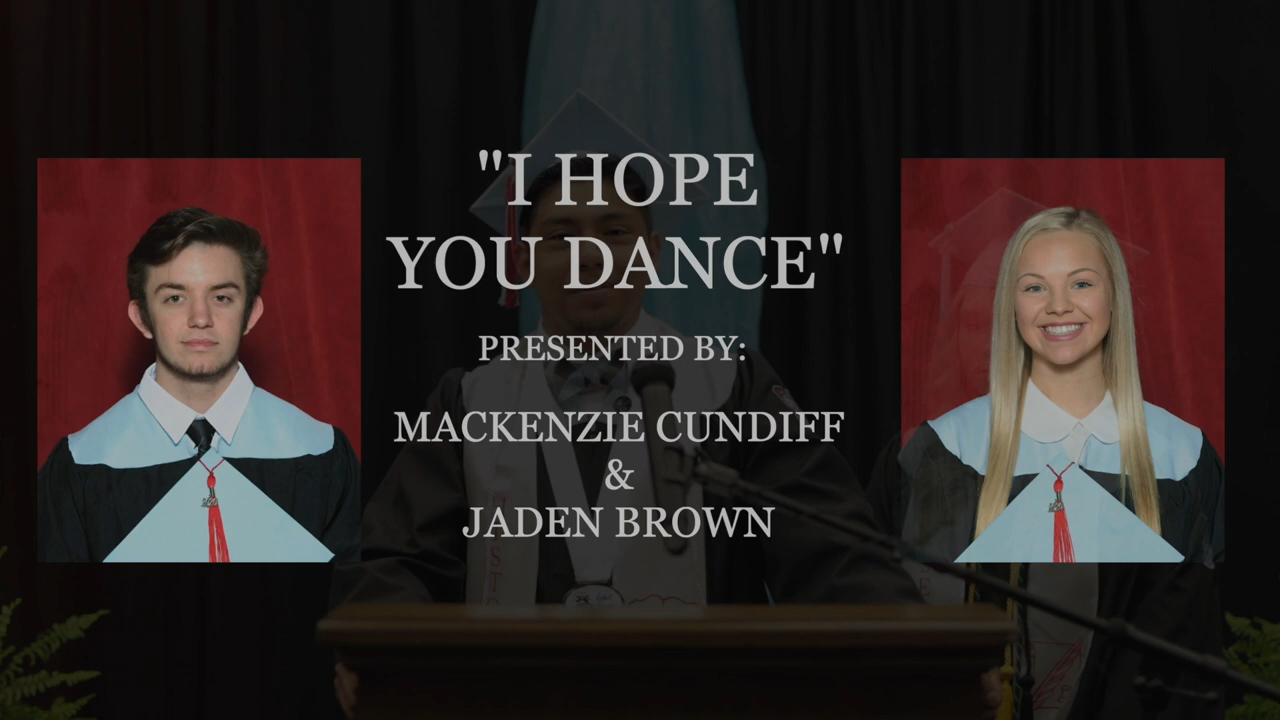 "I HOPE
YOU DANCE"
PRESENTED BY:
MACKENZIE CUNDIFF
&
JADEN BROWN